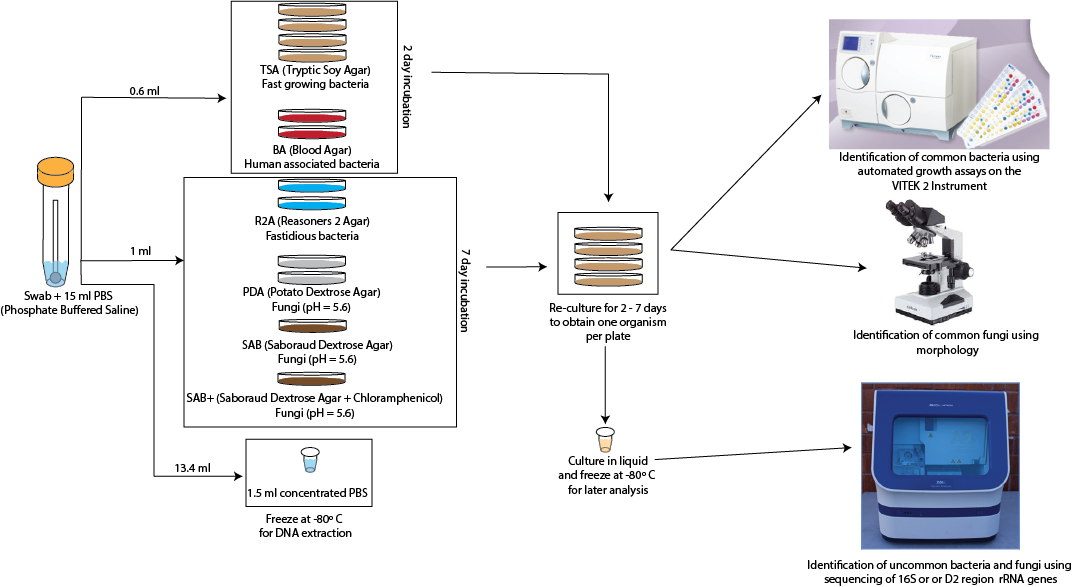 0.6 ml
TSA (Tryptic Soy Agar)
Fast growing bacteria
BA (Blood Agar)
Human associated bacteria
2 day incubation
Swab + 15 ml PBS
(Phosphate Buffered Saline)
1 ml
R2A (Reasoners 2 Agar)
Fastidious bacteria
PDA (Potato Dextrose Agar)
Fungi (pH = 5.6)
SAB (Saboraud Dextrose Agar)
Fungi (pH = 5.6)
SAB+ (Saboraud Dextrose Agar + Chloramphenicol)
Fungi (pH = 5.6)
7 day incubation
13.4 ml
1.5 ml concentrated PBS
Freeze at -80º C
for DNA extraction
Re-culture for 2 - 7 days
to obtain one organism
per plate
Culture in liquid
and freeze at -80º C
for later analysis
Identification of common bacteria using
automated growth assays on the
VITEK 2 Instrument
Identification of common fungi using
morphology
Identification of uncommon bacteria and fungi using
sequencing of 16S or or D2 region rRNA genes